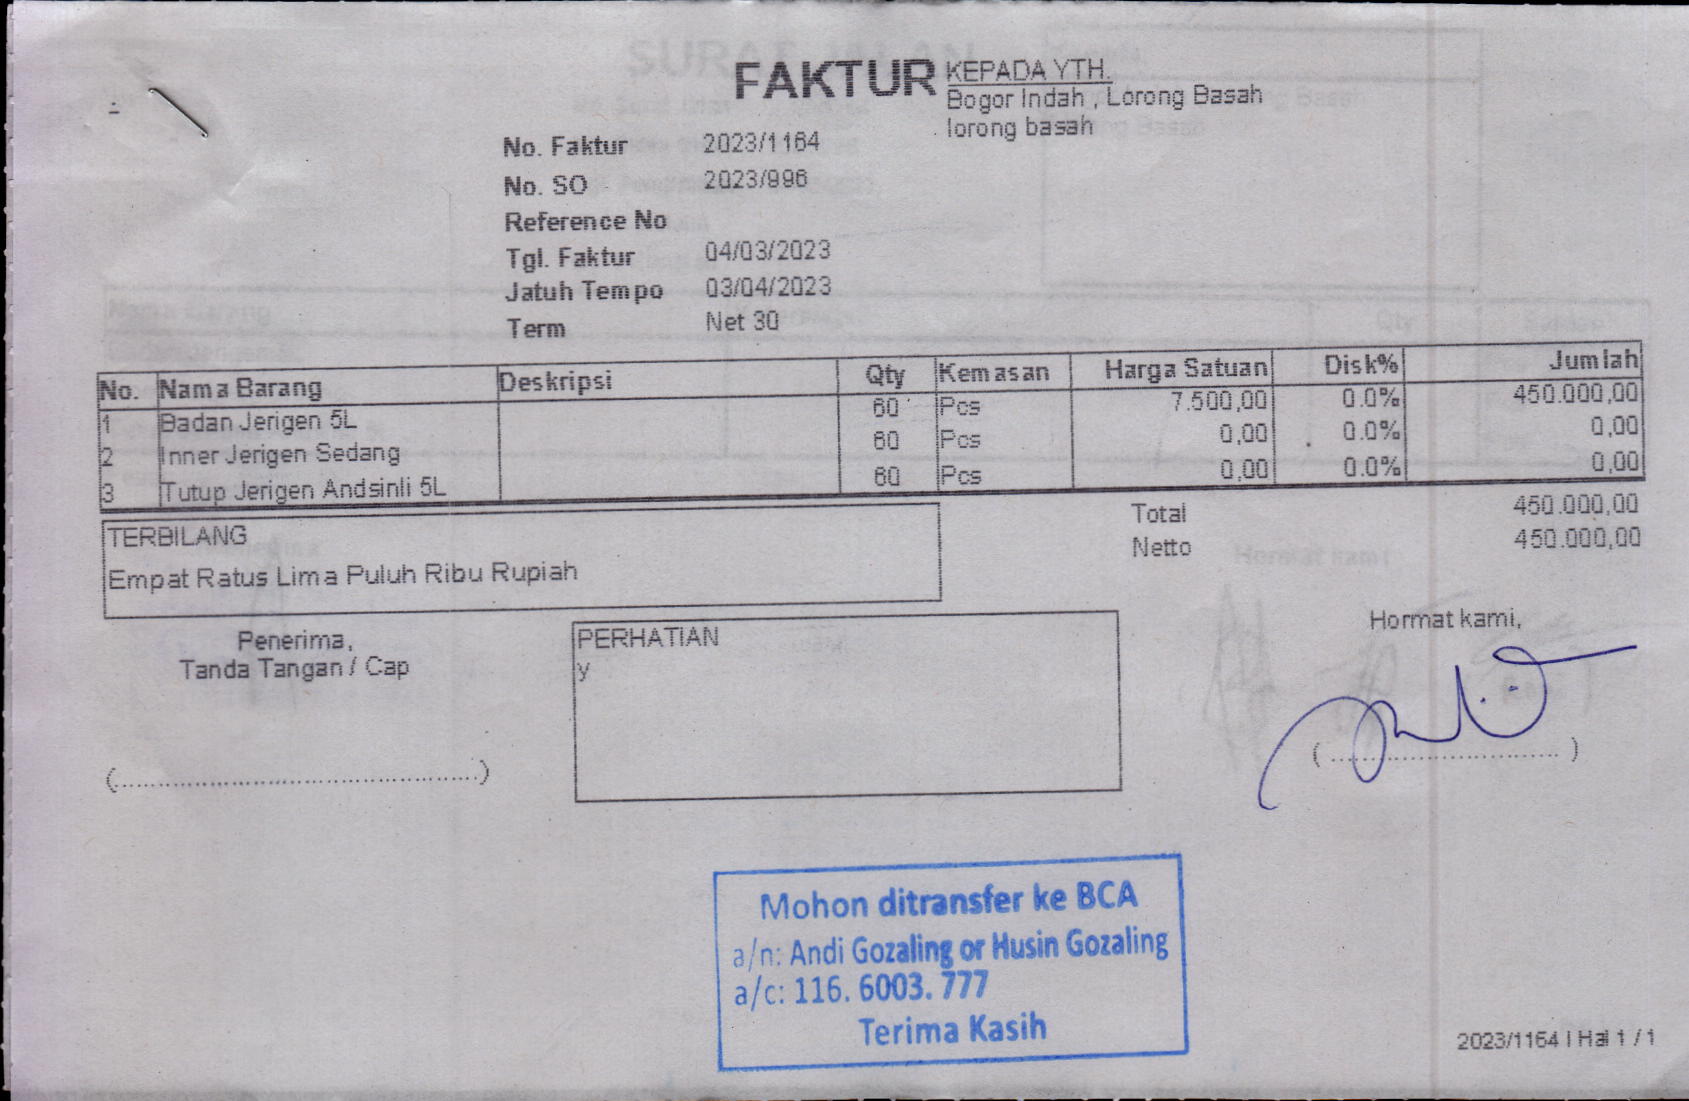 FAKTUR
KEPADA YTH.
Bogor Indah , Lorong Basah
lorong basah
No. Faktur 2023/1164
No. SO 2023/996
Reference No
Tgl. Faktur 04/03/2023
Jatuh Tempo 03/04/2023
Term Net 30
No. Nama Barang Deskripsi Qty Kemasan Harga Satuan Disk% Jumlah
1 Badan Jerigen 5L 60 Pcs 7.500,00 0.0% 450.000,00
2 Inner Jerigen Sedang 60 Pcs 0,00 0.0% 0,00
3 Tutup Jerigen Andsinli 5L 60 Pcs 0,00 0.0% 0,00
Total 450.000,00
Netto 450.000,00
TERBILANG
Empat Ratus Lima Puluh Ribu Rupiah
Penerima,
Tanda Tangan / Cap
(................................................)
PERHATIAN
y
Hormat kami,
( .............................. )
Mohon ditransfer ke BCA
a/n: Andi Gozaling or Husin Gozaling
a/c: 116. 6003. 777
Terima Kasih
2023/1164 | Hal 1 / 1